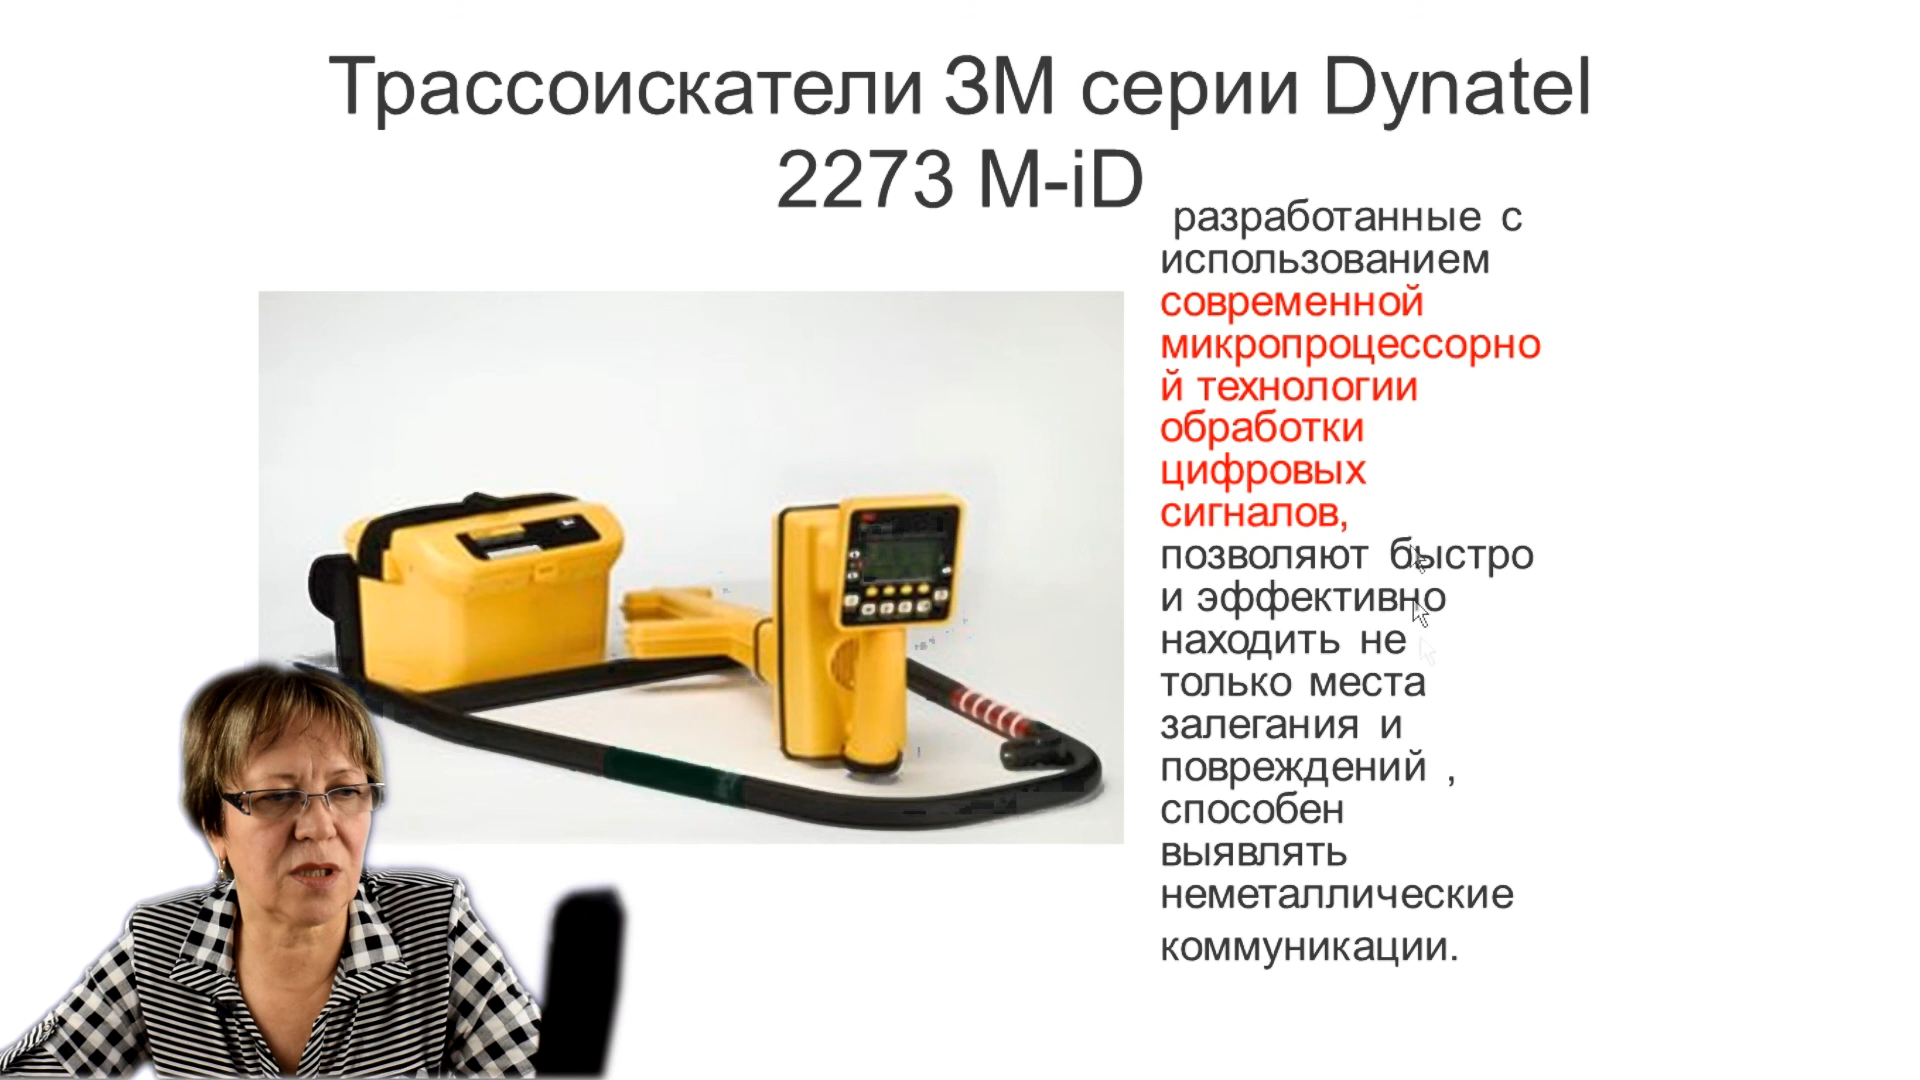 Трассоискатели 3М серии Dynatel
2273 M-iD
разработанные с
использованием
современной
микропроцессорно
й технологии
обработки
цифровых
сигналов,
позволяют быстро
и эффективно
находить не
только места
залегания и
повреждений ,
способен
выявлять
неметаллические
коммуникации.